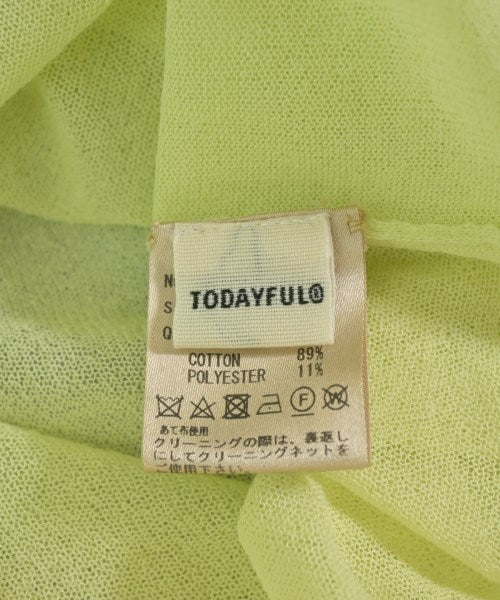 TODAYFUL®
N
S
Q
COTTON 89%
POLYESTER 11%
F W
あて布使用
クリーニングの際は、裏返し
にしてクリーニングネットを
ご使用下さい。